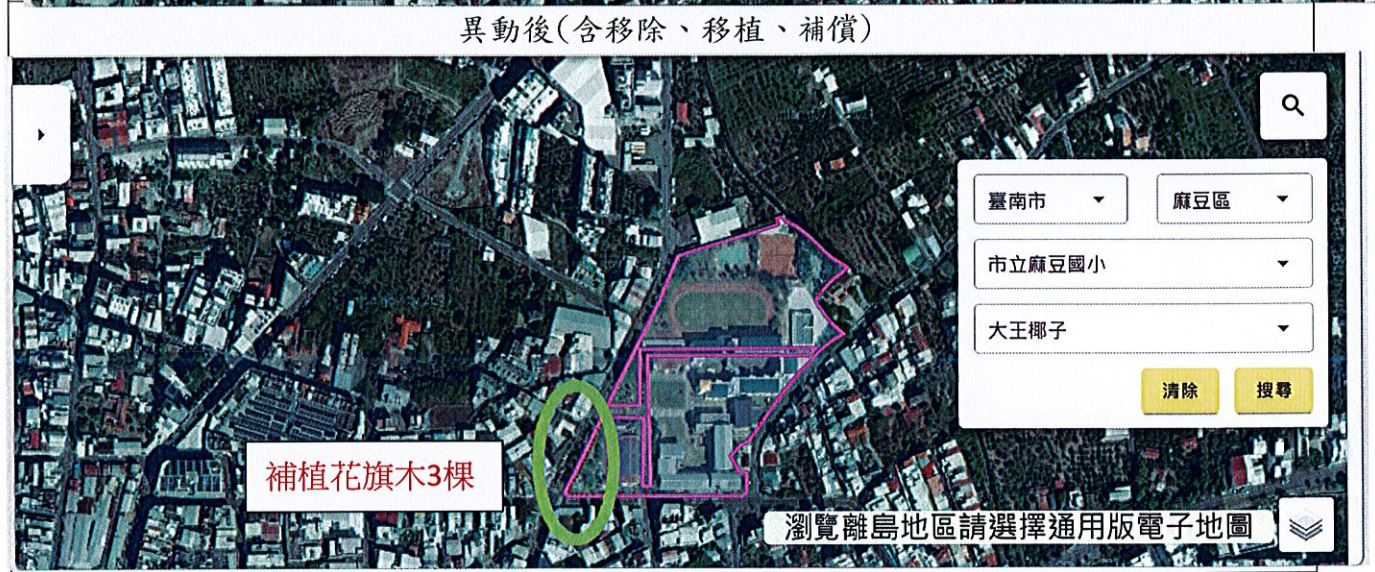 異動後(含移除、移植、補償)
臺南市
麻豆區
市立麻豆國小
大王椰子
清除
搜尋
補植花旗木3棵
瀏覽離島地區請選擇通用版電子地圖